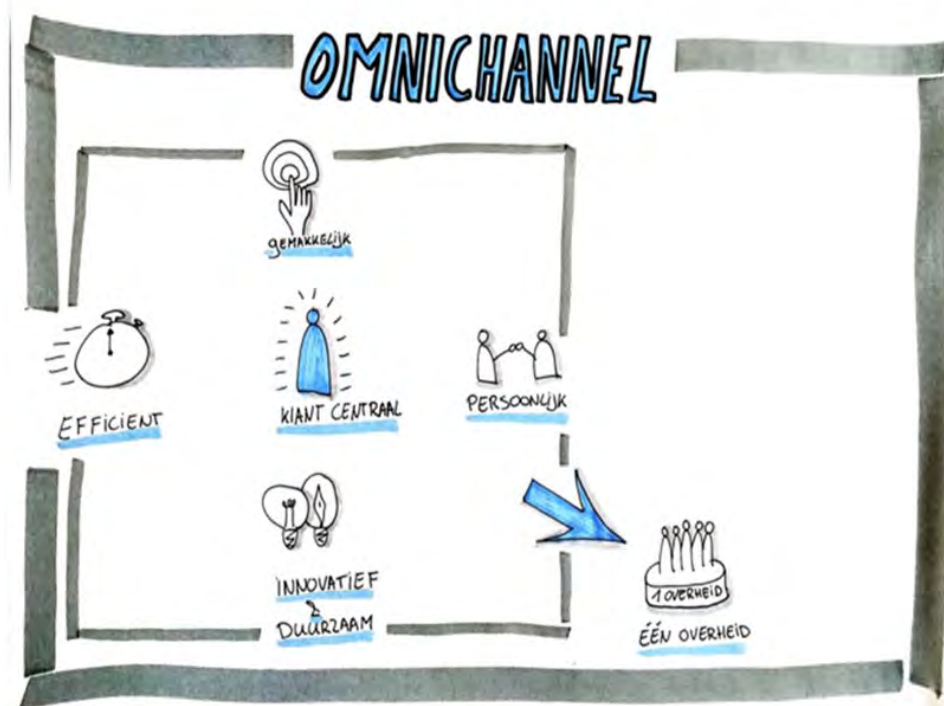 OMNICHANNEL
GEMAKKELIJK
EFFICIENT
KLANT CENTRAAL
PERSOONLIJK
INNOVATIEF
&
DUURZAAM
1 OVERHEID
ÉÉN OVERHEID